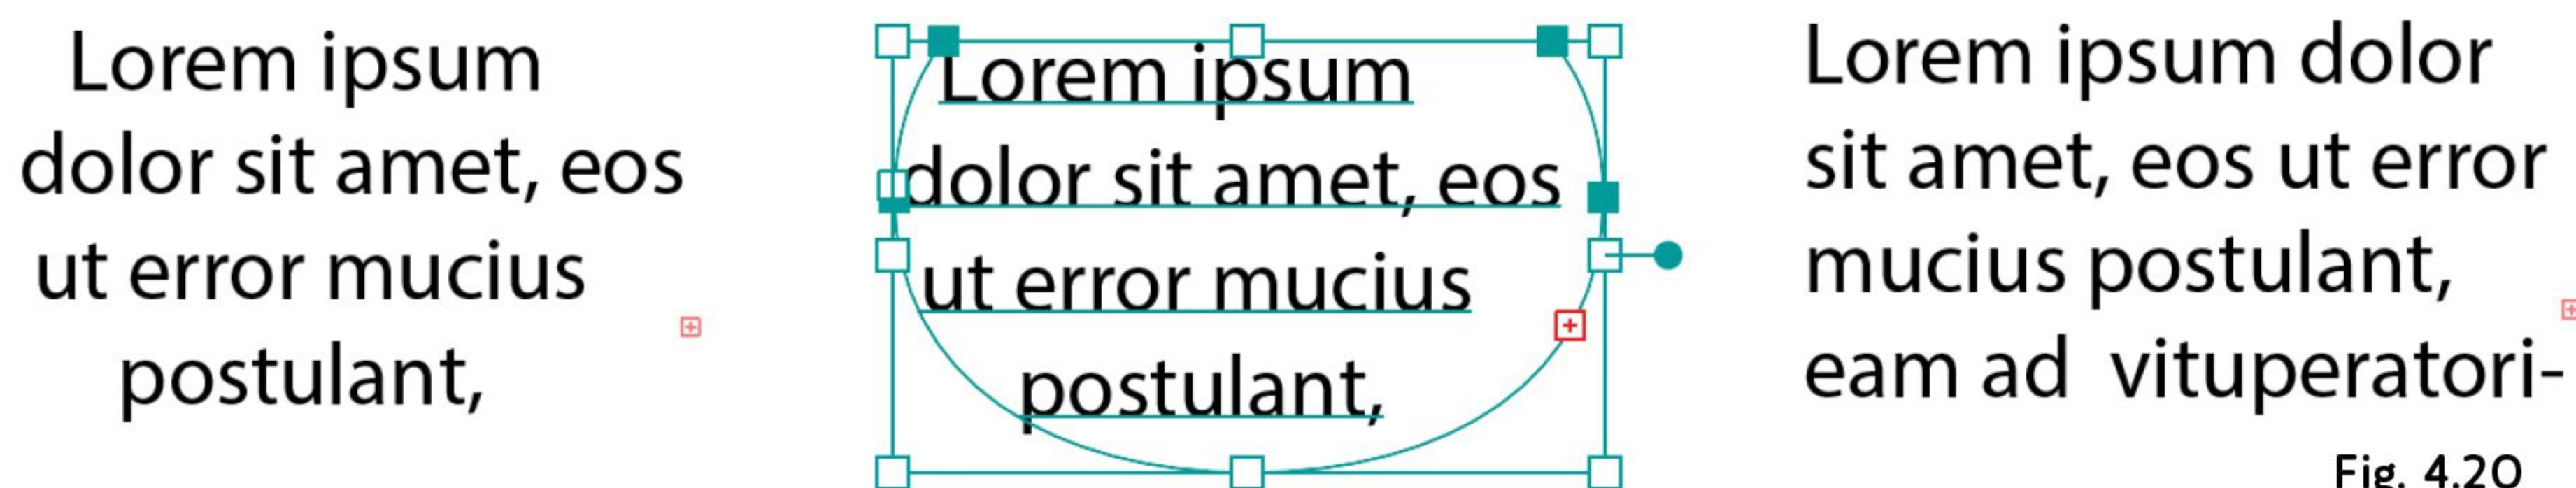 Lorem ipsum
dolor sit amet, eos
ut error mucius
postulant,
Lorem ipsum
dolor sit amet, eos
ut error mucius
postulant,
Lorem ipsum dolor
sit amet, eos ut error
mucius postulant,
eam ad vituperatori-
Fig. 4.20